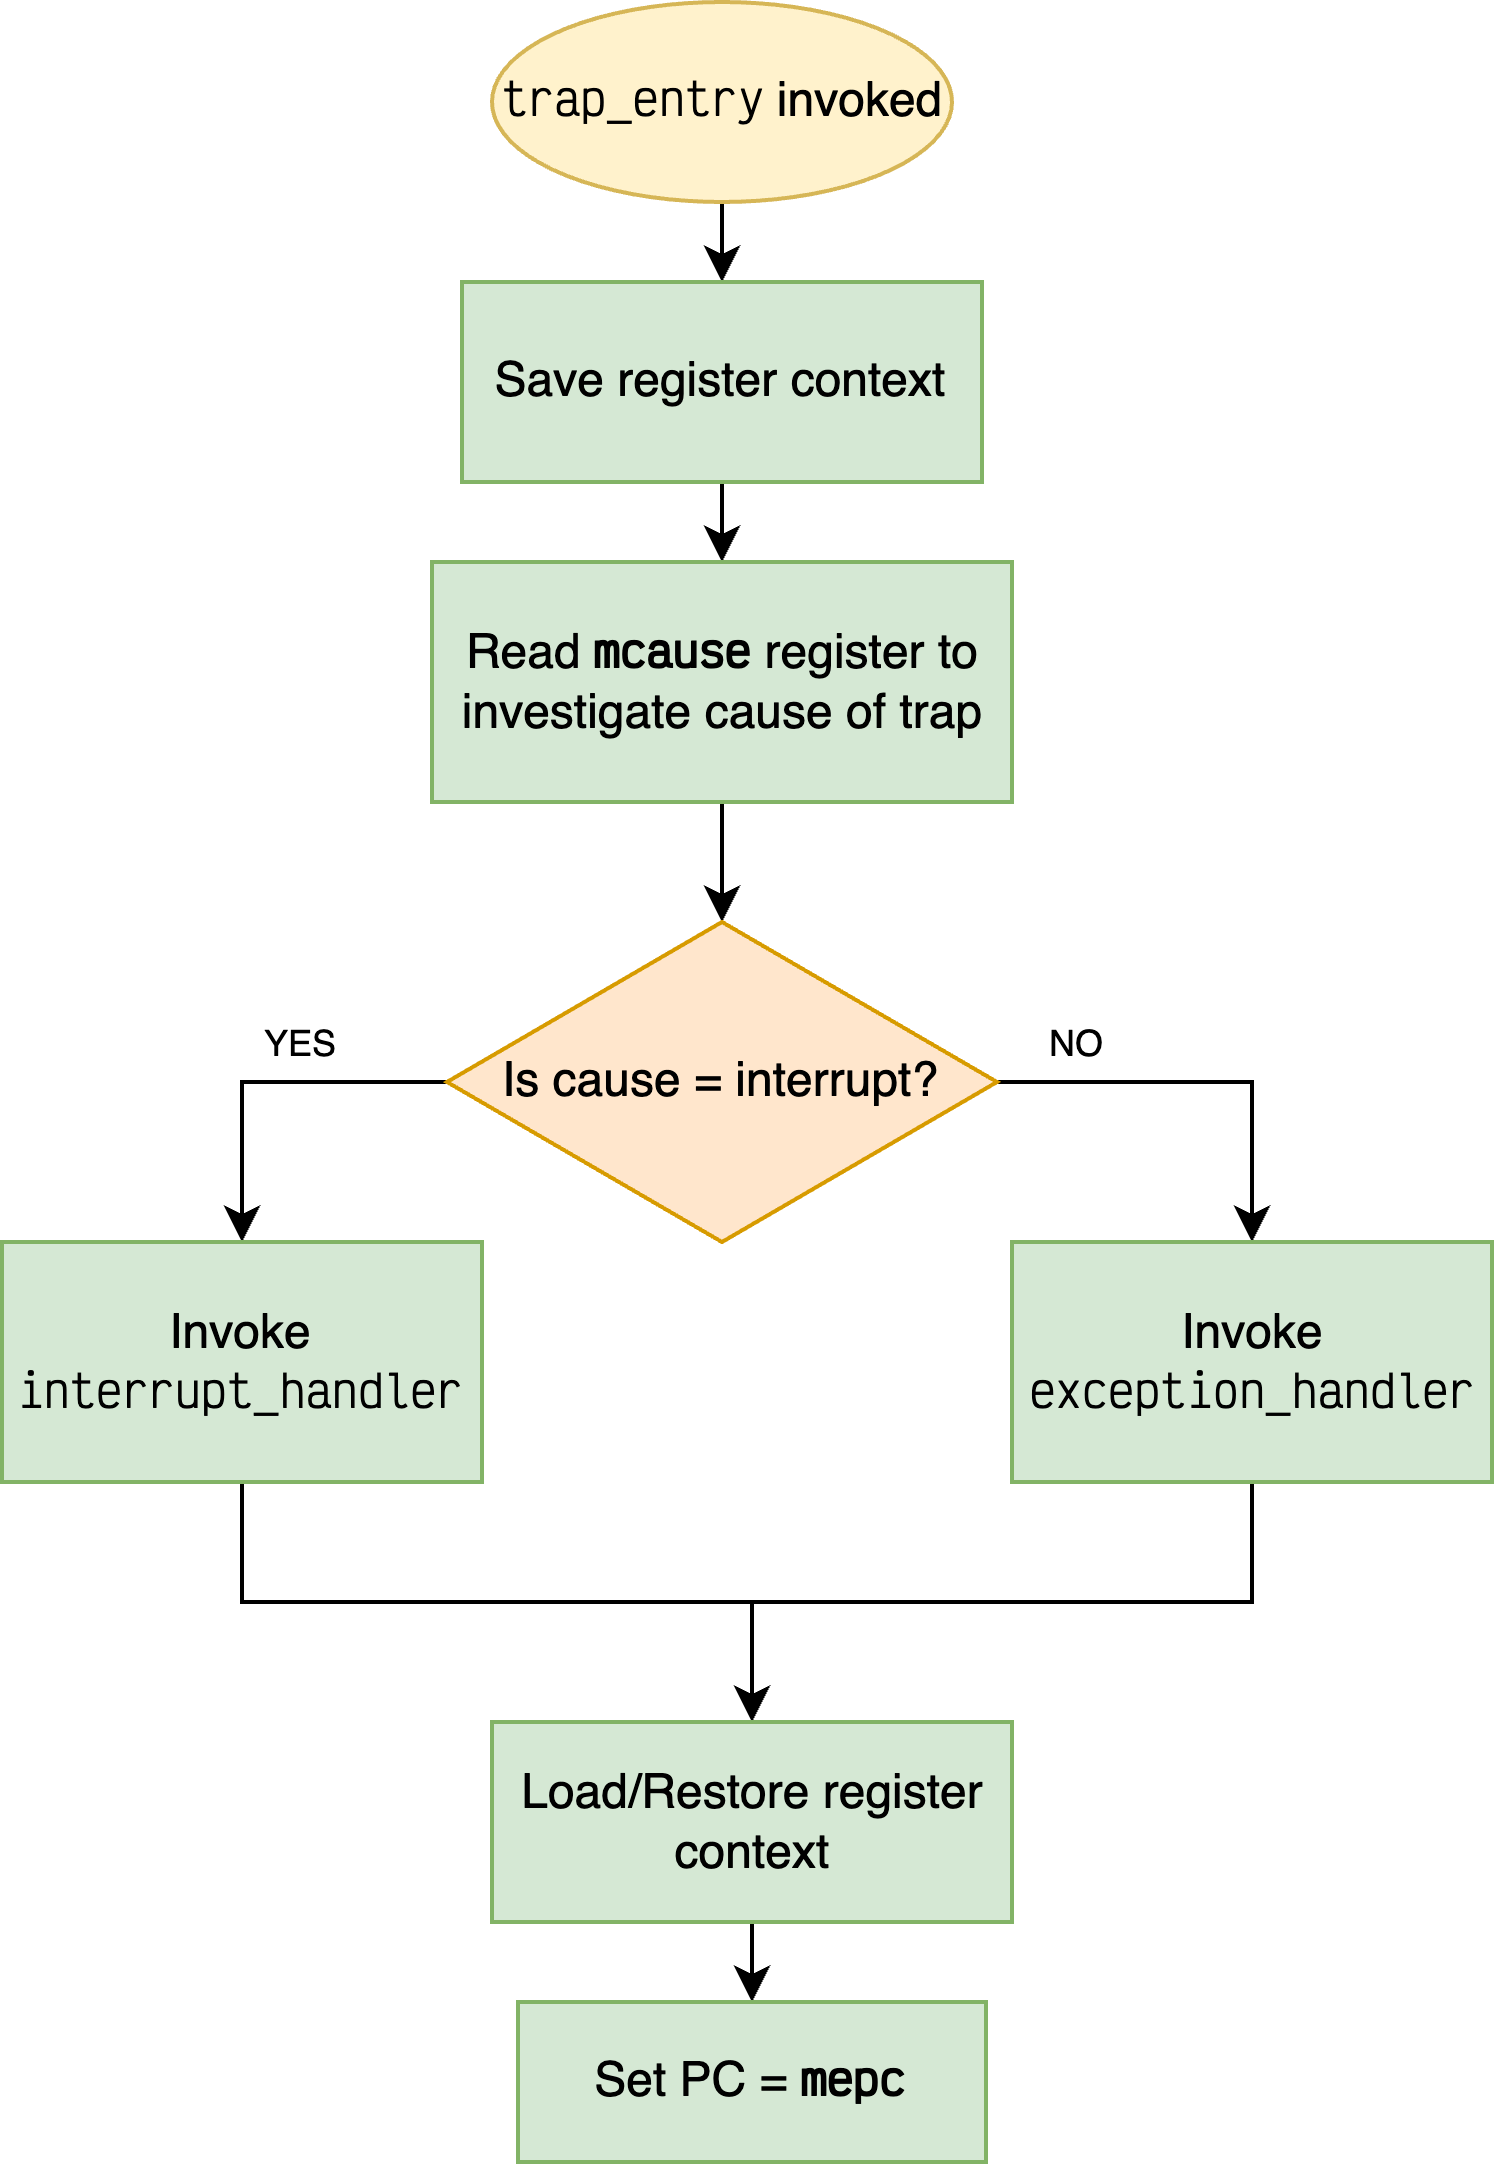 trap_entry invoked
Save register context
Read mcause register to
investigate cause of trap
YES
NO
Is cause = interrupt?
Invoke
interrupt_handler
Invoke
exception_handler
Load/Restore register
context
Set PC = mepc